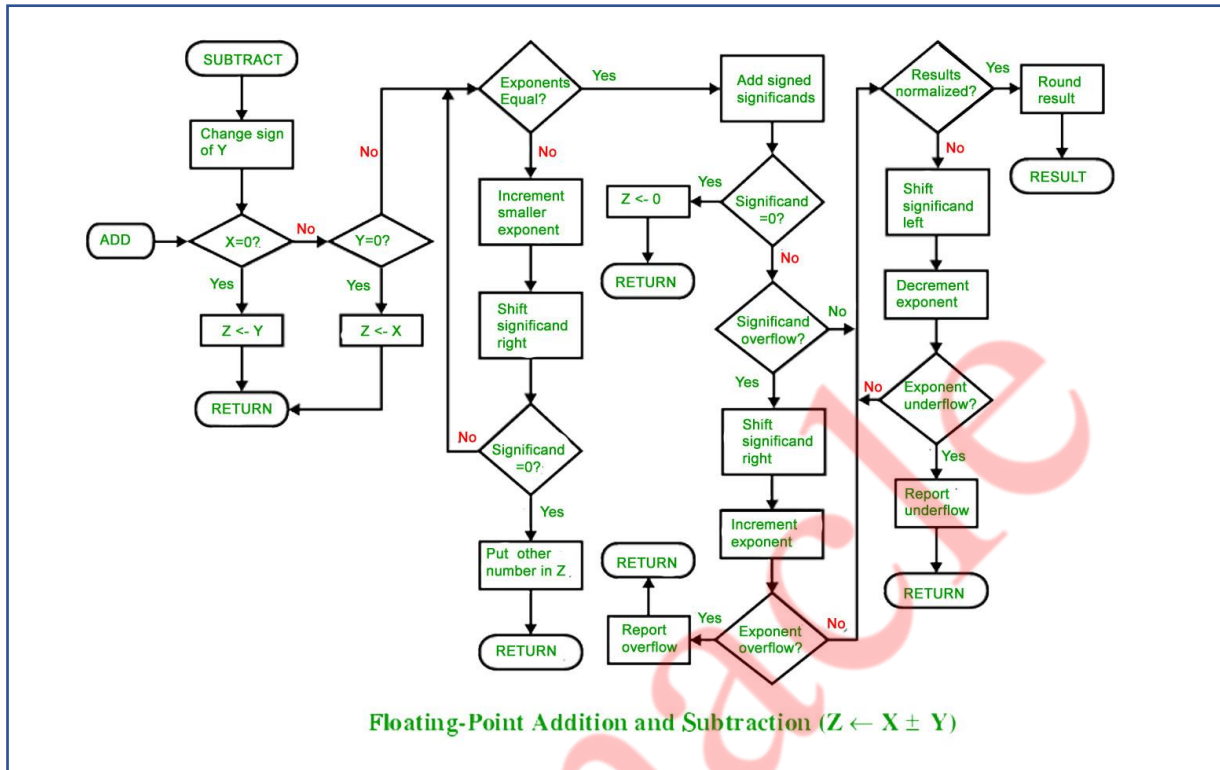 SUBTRACT
Change sign
of Y
ADD
X=0?
No
Yes
Z <- Y
RETURN
Y=0?
No
Yes
Z <- X
Exponents
Equal?
Yes
No
Increment
smaller
exponent
Shift
significand
right
Significand
=0?
No
Yes
Put other
number in Z
RETURN
Add signed
significands
Significand
=0?
Yes
Z <- 0
RETURN
No
Significand
overflow?
No
Yes
Shift
significand
right
Increment
exponent
Exponent
overflow?
Yes
Report
overflow
RETURN
No
Results
normalized?
Yes
Round
result
RESULT
No
Shift
significand
left
Decrement
exponent
Exponent
underflow?
No
Yes
Report
underflow
RETURN
Floating-Point Addition and Subtraction (Z ← X ± Y)
acle